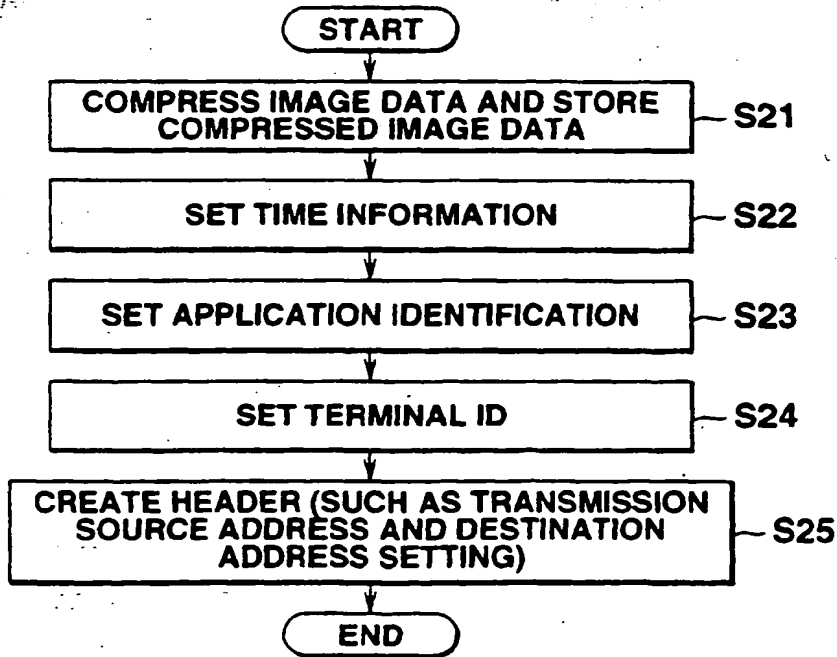 START
COMPRESS IMAGE DATA AND STORE
COMPRESSED IMAGE DATA
S21
SET TIME INFORMATION
S22
SET APPLICATION IDENTIFICATION
S23
SET TERMINAL ID
S24
CREATE HEADER (SUCH AS TRANSMISSION
SOURCE ADDRESS AND DESTINATION
ADDRESS SETTING)
S25
END